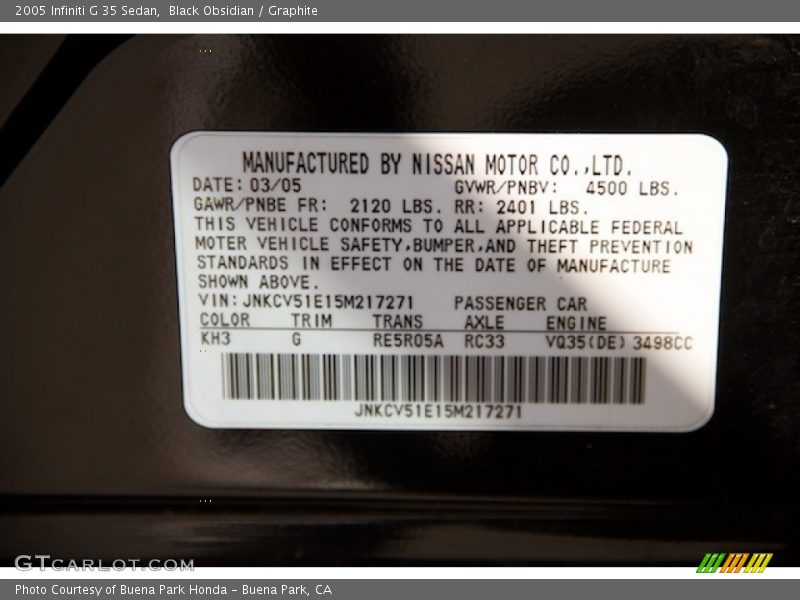 2005 Infiniti G 35 Sedan,  Black Obsidian / Graphite
MANUFACTURED BY NISSAN MOTOR CO.,LTD.
DATE: 03/05 GVWR/PNBV: 4500 LBS.
GAWR/PNBE FR: 2120 LBS. RR: 2401 LBS.
THIS VEHICLE CONFORMS TO ALL APPLICABLE FEDERAL
MOTER VEHICLE SAFETY,BUMPER,AND THEFT PREVENTION
STANDARDS IN EFFECT ON THE DATE OF MANUFACTURE
SHOWN ABOVE.
VIN: JNKCV51E15M217271 PASSENGER CAR
COLOR TRIM TRANS AXLE ENGINE
KH3 G RE5R05A RC33 VQ35(DE) 3498CC
JNKCV51E15M217271
GTCARLOT.COM
Photo Courtesy of Buena Park Honda - Buena Park, CA